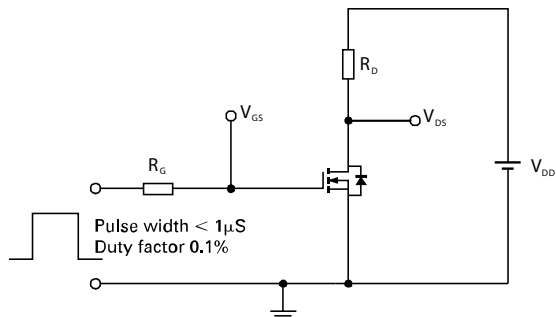 R_D
V_GS
V_DS
R_G
V_DD
Pulse width < 1µS
Duty factor 0.1%